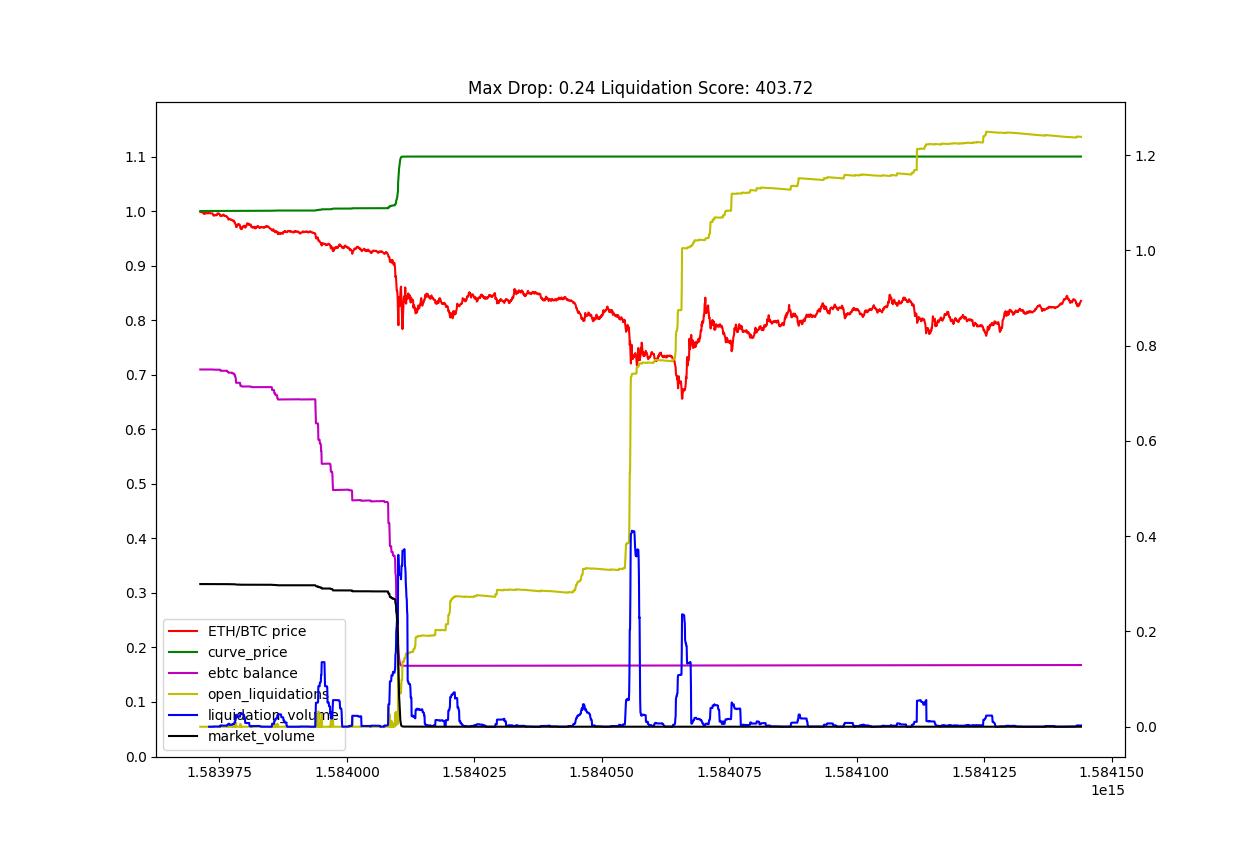 Max Drop: 0.24 Liquidation Score: 403.72
1.1
1.0
0.9
0.8
0.7
0.6
0.5
0.4
0.3
0.2
0.1
0.0
1.2
1.0
0.8
0.6
0.4
0.2
0.0
ETH/BTC price
curve_price
ebtc balance
open_liquidations
liquidation_volume
market_volume
1.583975 1.584000 1.584025 1.584050 1.584075 1.584100 1.584125 1.584150
1e15